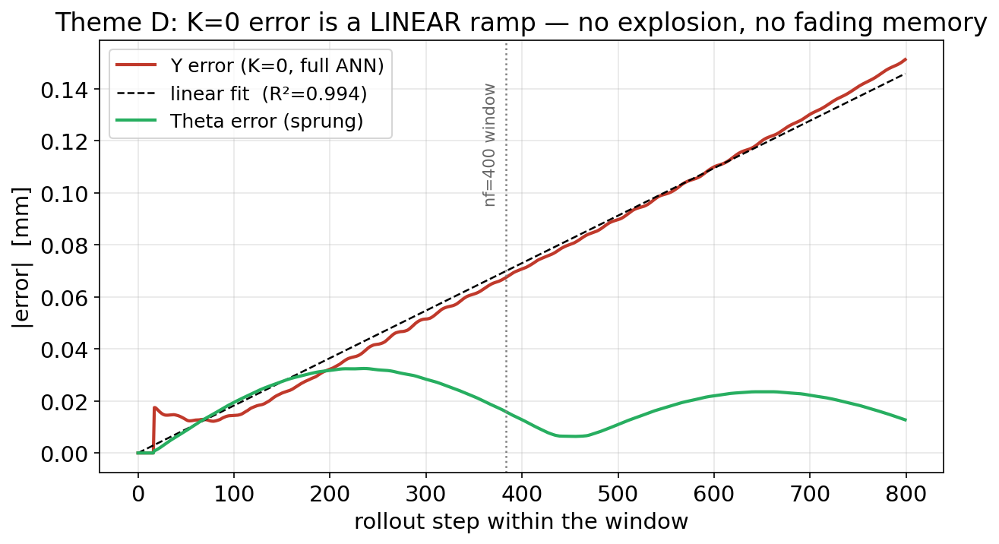 Theme D: K=0 error is a LINEAR ramp — no explosion, no fading memory
Y error (K=0, full ANN)
linear fit  (R²=0.994)
Theta error (sprung)
nf=400 window
|error|  [mm]
0.14
0.12
0.10
0.08
0.06
0.04
0.02
0.00
0 100 200 300 400 500 600 700 800
rollout step within the window